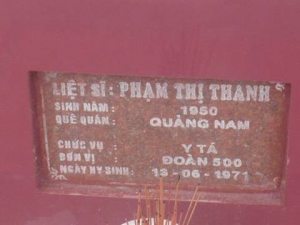 LIỆT SĨ : PHẠM THỊ THANH
SINH NĂM : 1950
QUÊ QUÁN : QUẢNG NAM
CHỨC VỤ : Y TÁ
ĐƠN VỊ : ĐOÀN 500
NGÀY HY SINH : 13-06-1971